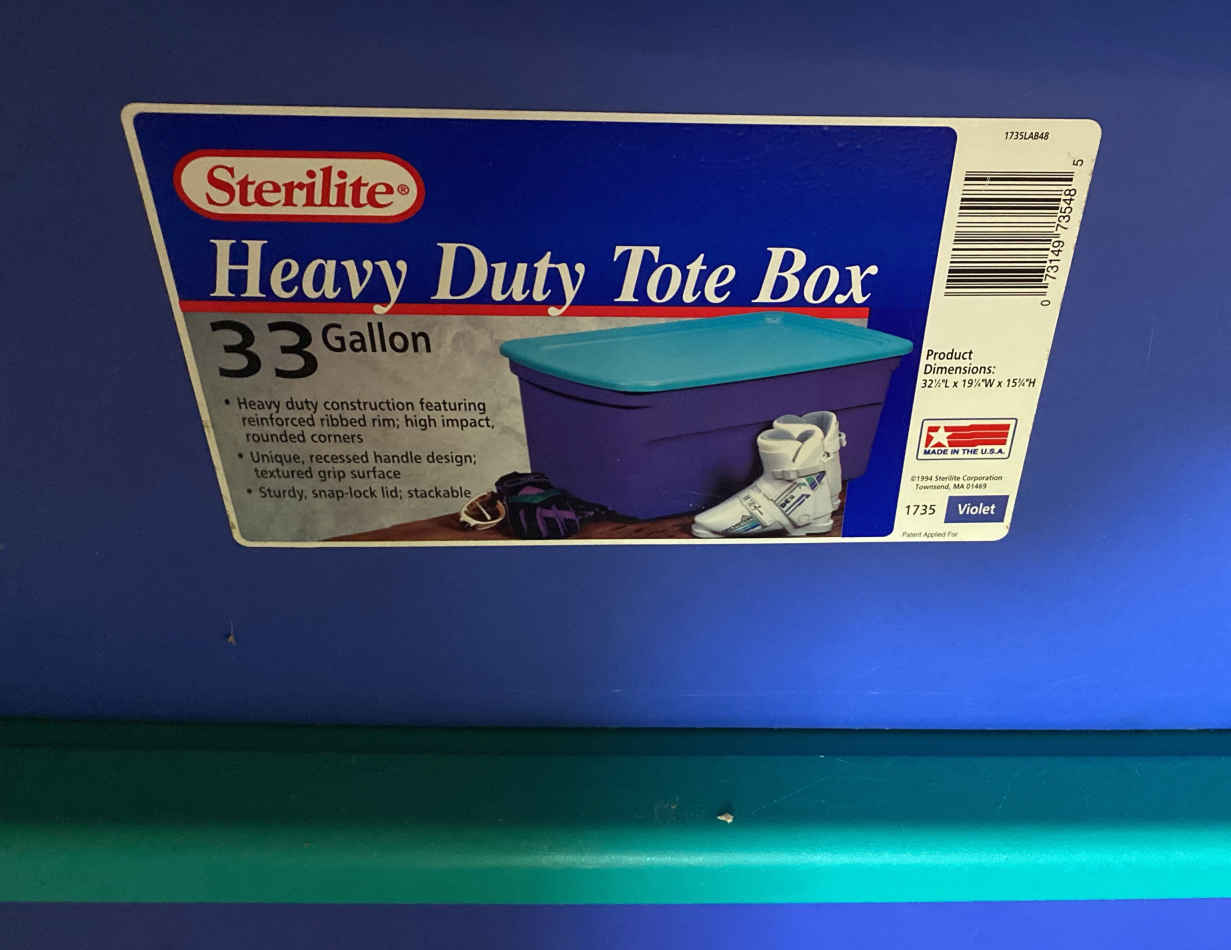 Sterilite®
Heavy Duty Tote Box
33 Gallon
• Heavy duty construction featuring
reinforced ribbed rim; high impact,
rounded corners
• Unique, recessed handle design;
textured grip surface
• Sturdy, snap-lock lid; stackable
1735LAB48
0 73149 73548 5
Product
Dimensions:
32½"L x 19¼"W x 15¾"H
MADE IN THE U.S.A.
©1994 Sterilite Corporation
Townsend, MA 01469
1735 Violet
Patent Applied For